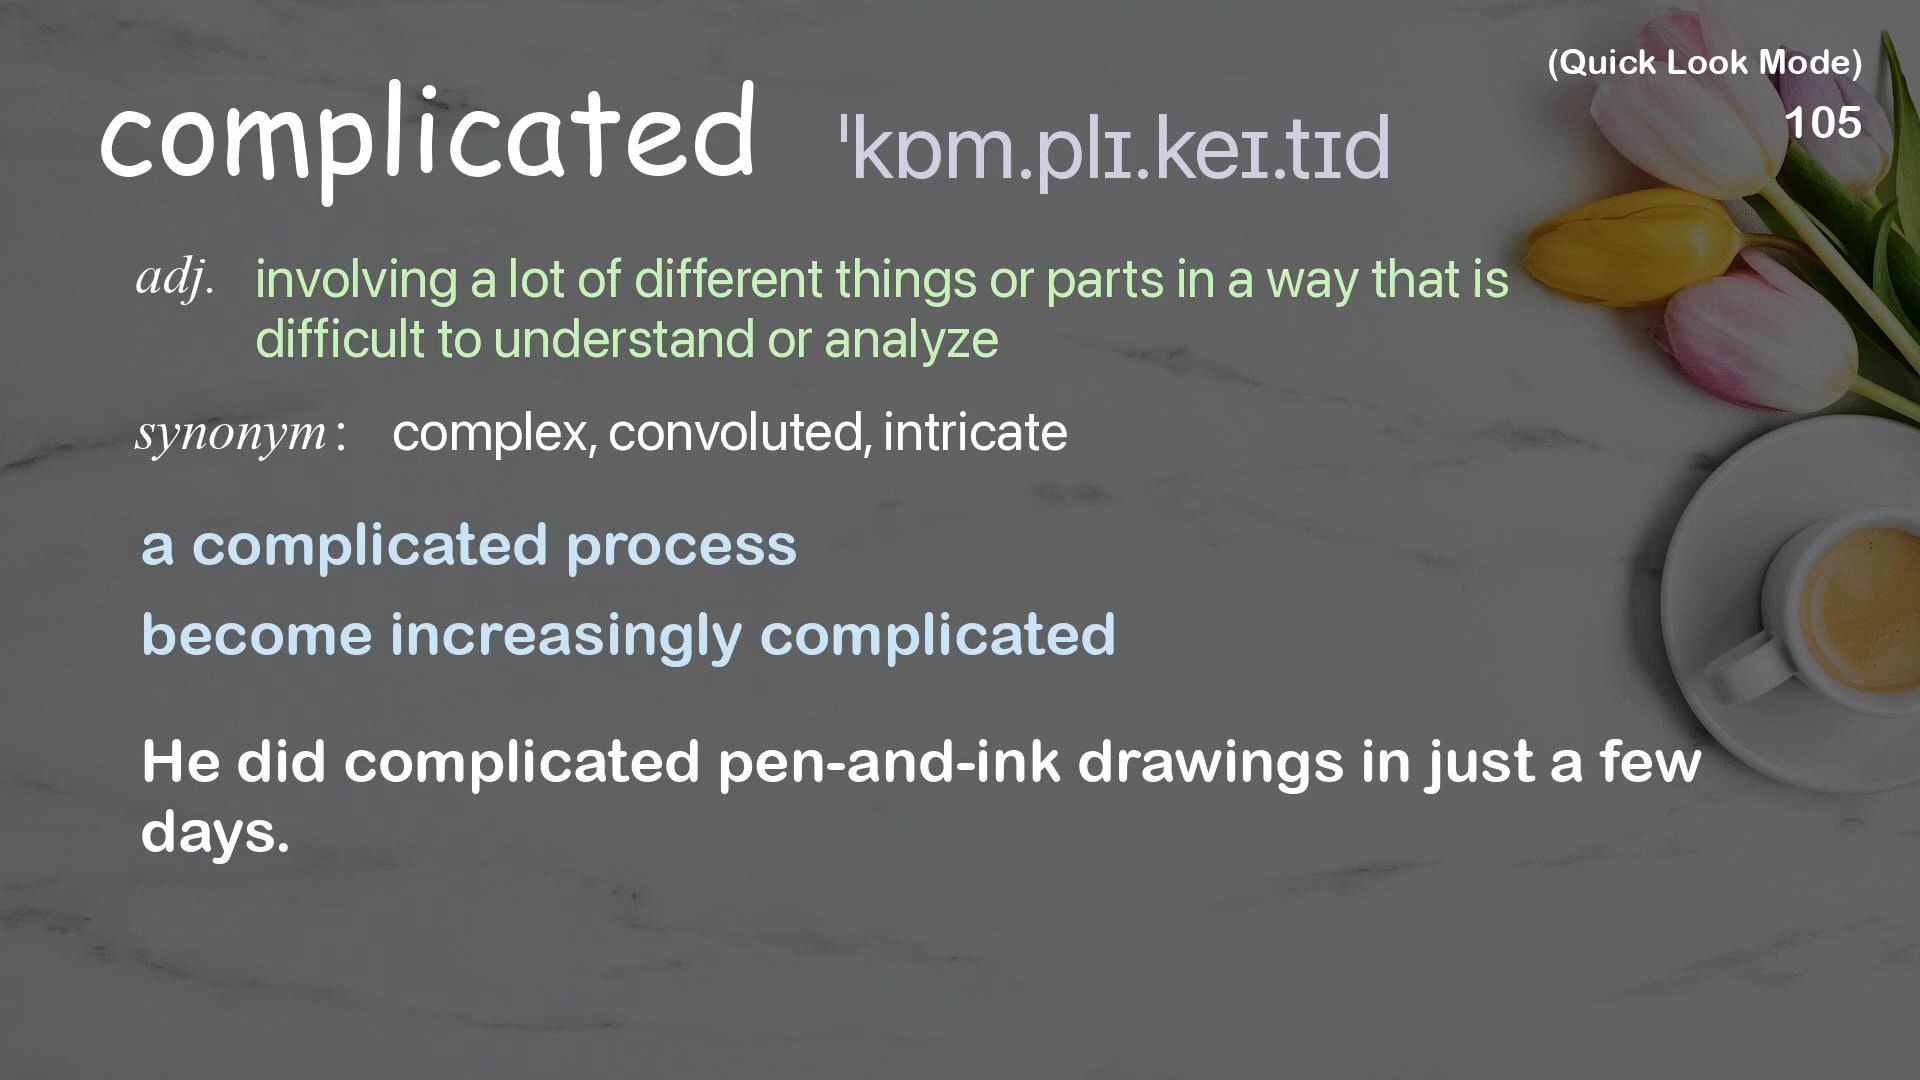 (Quick Look Mode)
105
complicated ˈkɒm.plɪ.keɪ.tɪd
adj. involving a lot of different things or parts in a way that is
difficult to understand or analyze
synonym: complex, convoluted, intricate
a complicated process
become increasingly complicated
He did complicated pen-and-ink drawings in just a few
days.